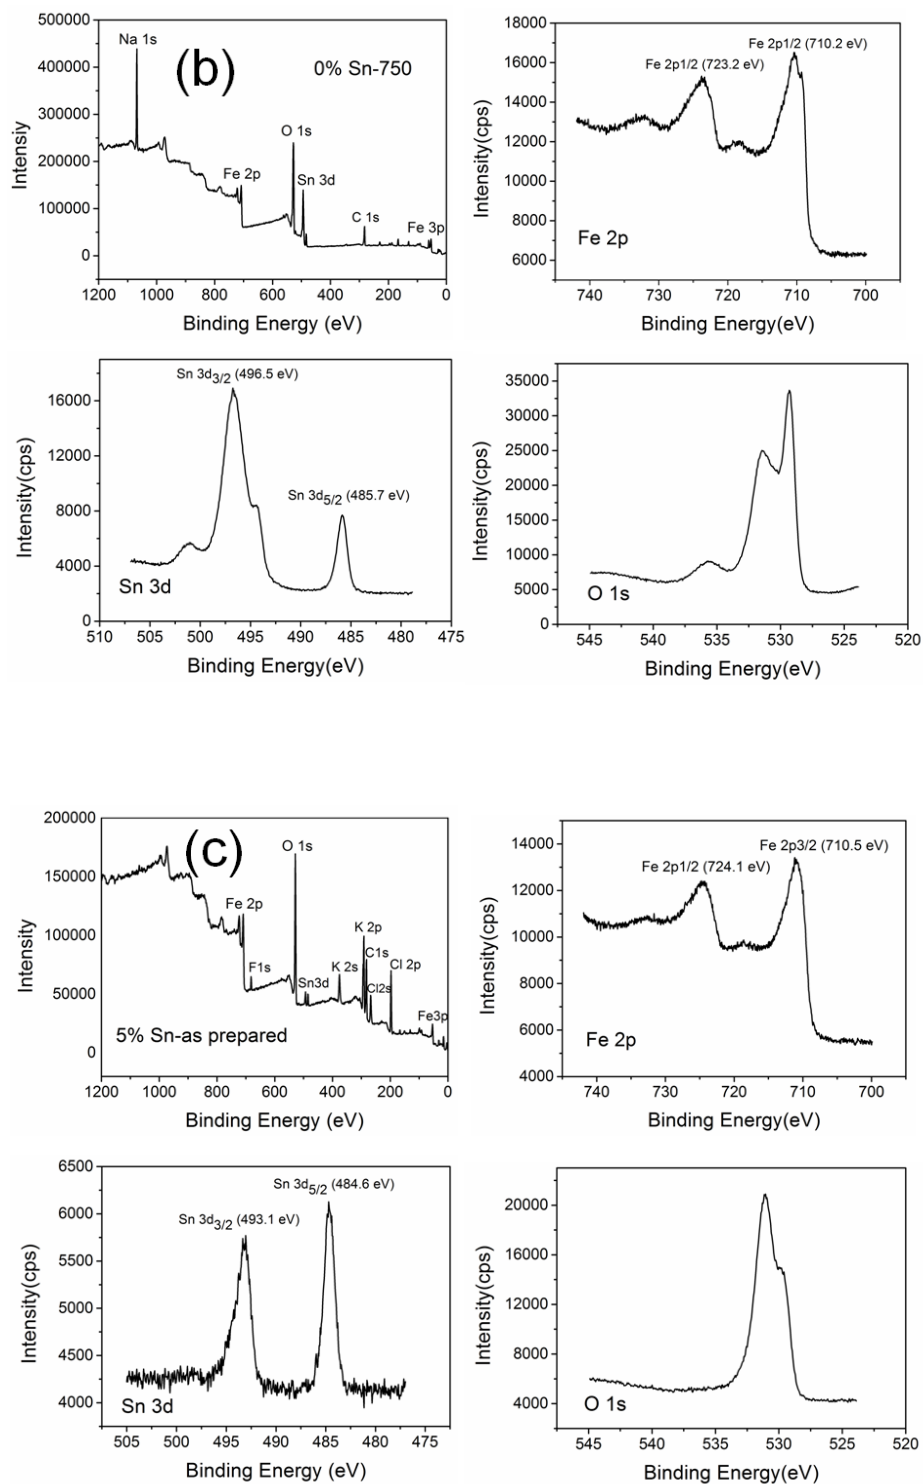 500000
400000
300000
200000
100000
0
Intensiy
Na 1s
(b)
0% Sn-750
O 1s
Fe 2p
Sn 3d
C 1s
Fe 3p
1200 1000 800 600 400 200 0
Binding Energy (eV)
18000
16000
14000
12000
10000
8000
6000
Intensity(cps)
Fe 2p1/2 (710.2 eV)
Fe 2p1/2 (723.2 eV)
Fe 2p
740 730 720 710 700
Binding Energy(eV)
16000
12000
8000
4000
0
Intensity(cps)
Sn 3d3/2 (496.5 eV)
Sn 3d5/2 (485.7 eV)
Sn 3d
510 505 500 495 490 485 480 475
Binding Energy(eV)
35000
30000
25000
20000
15000
10000
5000
0
Intensity(cps)
O 1s
545 540 535 530 525 520
Binding Energy(eV)
200000
150000
100000
50000
0
Intensity
(c)
O 1s
Fe 2p
K 2p
F1s
C1s
K 2s
Cl 2p
Sn3d
Cl2s
Fe3p
5% Sn-as prepared
1200 1000 800 600 400 200 0
Binding Energy (eV)
14000
12000
10000
8000
6000
4000
Intensity(cps)
Fe 2p3/2 (710.5 eV)
Fe 2p1/2 (724.1 eV)
Fe 2p
740 730 720 710 700
Binding Energy(eV)
6500
6000
5500
5000
4500
4000
Intensity(cps)
Sn 3d5/2 (484.6 eV)
Sn 3d3/2 (493.1 eV)
Sn 3d
505 500 495 490 485 480 475
Binding Energy(eV)
20000
16000
12000
8000
4000
Intensity(cps)
O 1s
545 540 535 530 525 520
Binding Energy(eV)